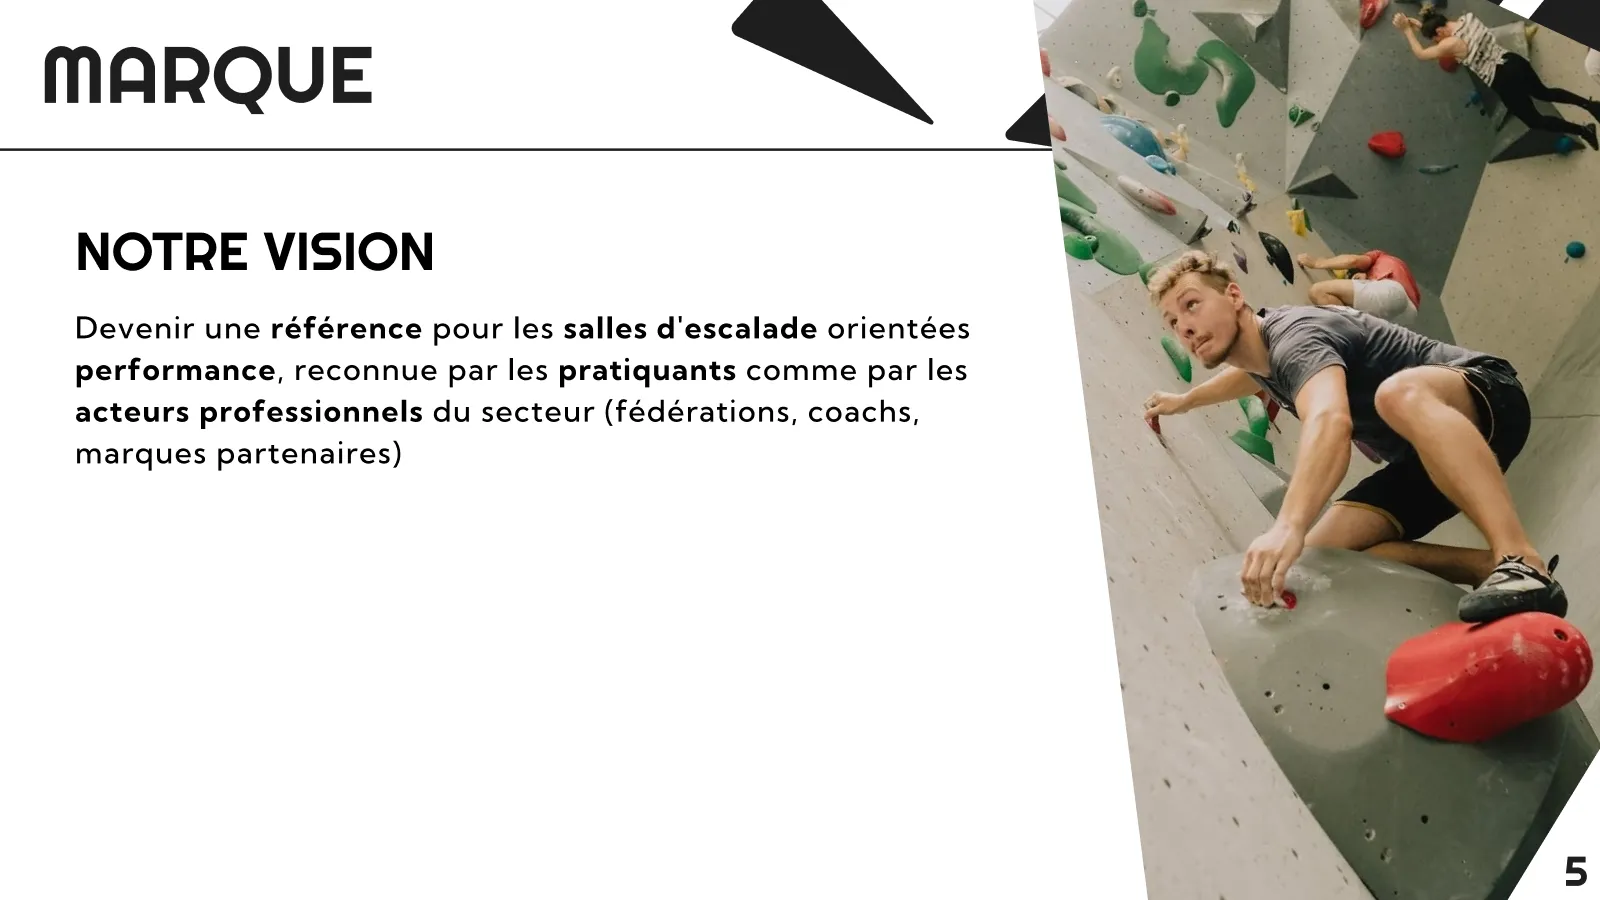 MARQUE
NOTRE VISION
Devenir une référence pour les salles d'escalade orientées
performance, reconnue par les pratiquants comme par les
acteurs professionnels du secteur (fédérations, coachs,
marques partenaires)
5